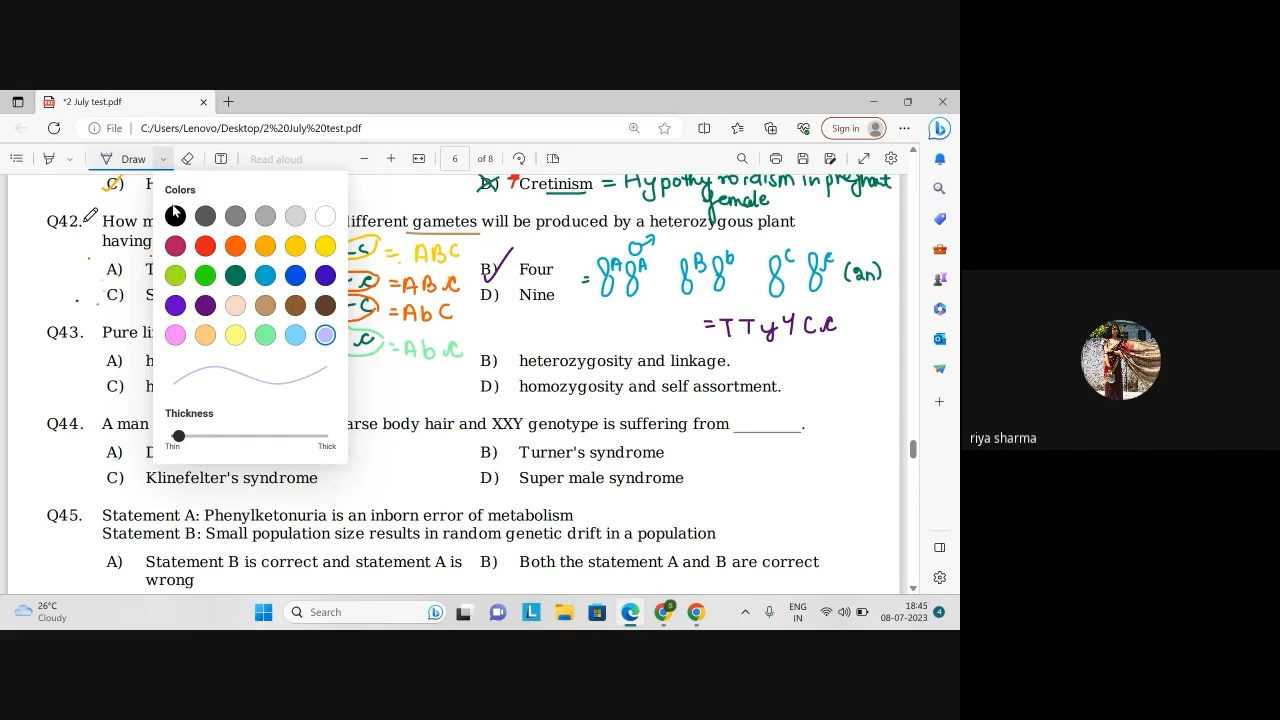 *2 July test.pdf
File C:/Users/Lenovo/Desktop/2%20July%20test.pdf
Sign in
Draw
Read aloud
6 of 8
Colors
Thickness
Thin Thick
C) H
D) Cretinism = Hypothyroidism in pregnant
female
Q42. How m different gametes will be produced by a heterozygous plant
having
A) T
C) S
B) Four
D) Nine
= ABC
= ABc
= AbC
= Abc
= A A B b C c (2n)
= T T y Y C c
Q43. Pure li
A) h
B) heterozygosity and linkage.
C) h
D) homozygosity and self assortment.
Q44. A man arse body hair and XXY genotype is suffering from ________.
A) D
B) Turner's syndrome
C) Klinefelter's syndrome
D) Super male syndrome
Q45. Statement A: Phenylketonuria is an inborn error of metabolism
Statement B: Small population size results in random genetic drift in a population
A) Statement B is correct and statement A is
wrong
B) Both the statement A and B are correct
riya sharma
26°C
Cloudy
Search
ENG
IN
18:45
08-07-2023